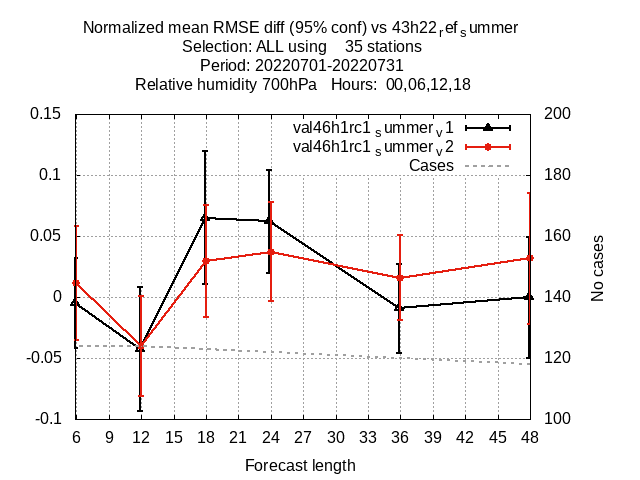 Normalized mean RMSE diff (95% conf) vs 43h22refsummer
Selection: ALL using 35 stations
Period: 20220701-20220731
Relative humidity 700hPa Hours: 00,06,12,18
val46h1rc1summerv1
val46h1rc1summerv2
Cases
0.15
0.1
0.05
0
-0.05
-0.1
200
180
160
140
120
100
No cases
6 9 12 15 18 21 24 27 30 33 36 39 42 45 48
Forecast length